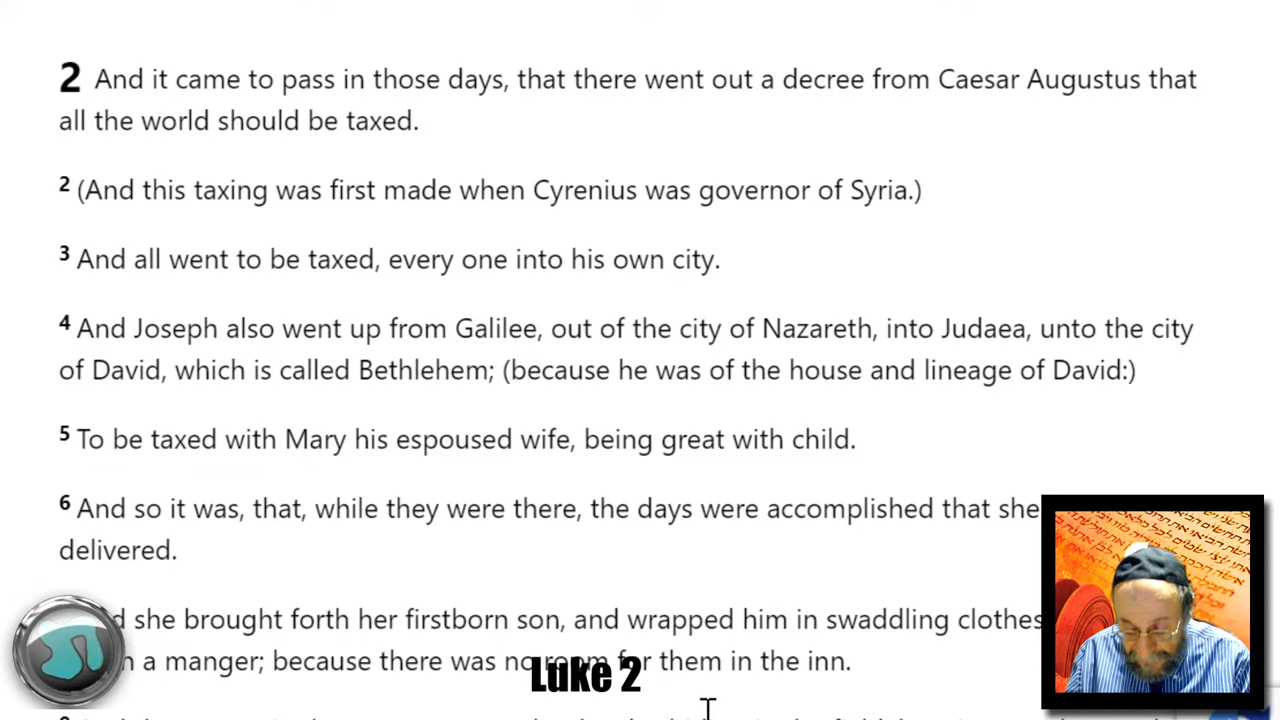 2 And it came to pass in those days, that there went out a decree from Caesar Augustus that
all the world should be taxed.
2 (And this taxing was first made when Cyrenius was governor of Syria.)
3 And all went to be taxed, every one into his own city.
4 And Joseph also went up from Galilee, out of the city of Nazareth, into Judaea, unto the city
of David, which is called Bethlehem; (because he was of the house and lineage of David:)
5 To be taxed with Mary his espoused wife, being great with child.
6 And so it was, that, while they were there, the days were accomplished that she
delivered.
she brought forth her firstborn son, and wrapped him in swaddling clothes
a manger; because there was no room for them in the inn.
Luke 2